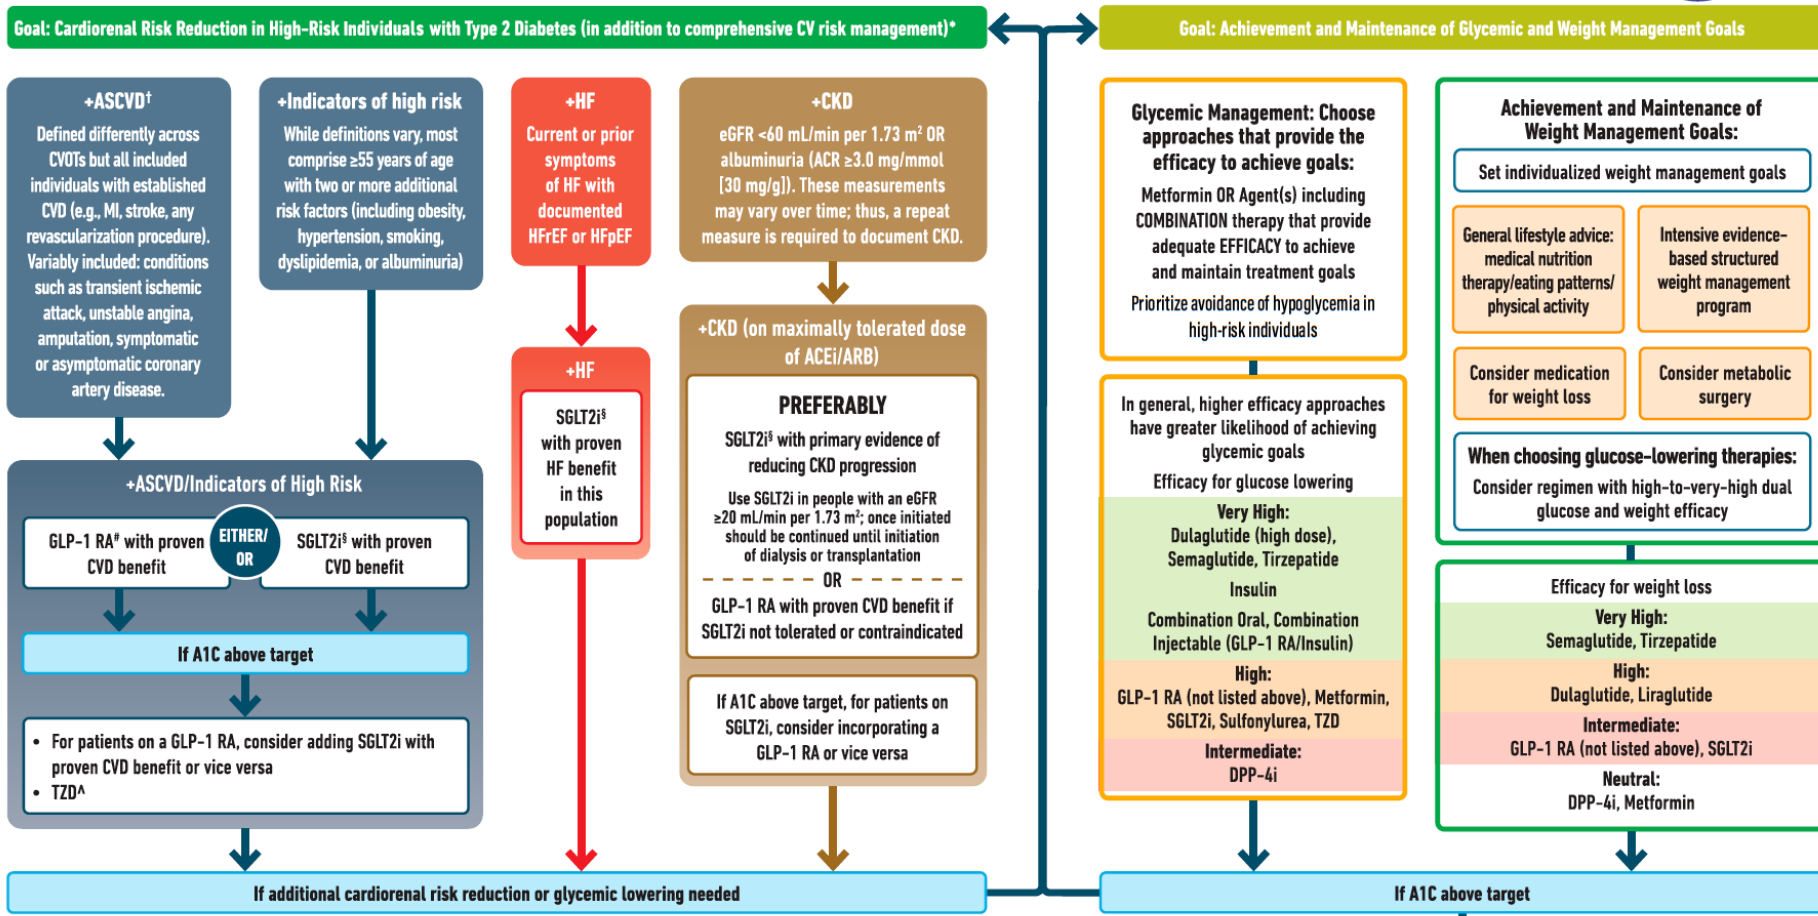 Goal: Cardiorenal Risk Reduction in High-Risk Individuals with Type 2 Diabetes (in addition to comprehensive CV risk management)*
+ASCVD†
Defined differently across
CVOTs but all included
individuals with established
CVD (e.g., MI, stroke, any
revascularization procedure).
Variably included: conditions
such as transient ischemic
attack, unstable angina,
amputation, symptomatic
or asymptomatic coronary
artery disease.
+Indicators of high risk
While definitions vary, most
comprise ≥55 years of age
with two or more additional
risk factors (including obesity,
hypertension, smoking,
dyslipidemia, or albuminuria)
+ASCVD/Indicators of High Risk
GLP-1 RA# with proven
CVD benefit
EITHER/
OR
SGLT2i§ with proven
CVD benefit
If A1C above target
• For patients on a GLP-1 RA, consider adding SGLT2i with
proven CVD benefit or vice versa
• TZD^
+HF
Current or prior
symptoms
of HF with
documented
HFrEF or HFpEF
+HF
SGLT2i§
with proven
HF benefit
in this
population
+CKD
eGFR <60 mL/min per 1.73 m² OR
albuminuria (ACR ≥3.0 mg/mmol
[30 mg/g]). These measurements
may vary over time; thus, a repeat
measure is required to document CKD.
+CKD (on maximally tolerated dose
of ACEi/ARB)
PREFERABLY
SGLT2i§ with primary evidence of
reducing CKD progression
Use SGLT2i in people with an eGFR
≥20 mL/min per 1.73 m²; once initiated
should be continued until initiation
of dialysis or transplantation
OR
GLP-1 RA with proven CVD benefit if
SGLT2i not tolerated or contraindicated
If A1C above target, for patients on
SGLT2i, consider incorporating a
GLP-1 RA or vice versa
If additional cardiorenal risk reduction or glycemic lowering needed
Goal: Achievement and Maintenance of Glycemic and Weight Management Goals
Glycemic Management: Choose
approaches that provide the
efficacy to achieve goals:
Metformin OR Agent(s) including
COMBINATION therapy that provide
adequate EFFICACY to achieve
and maintain treatment goals
Prioritize avoidance of hypoglycemia in
high-risk individuals
In general, higher efficacy approaches
have greater likelihood of achieving
glycemic goals
Efficacy for glucose lowering
Very High:
Dulaglutide (high dose),
Semaglutide, Tirzepatide
Insulin
Combination Oral, Combination
Injectable (GLP-1 RA/Insulin)
High:
GLP-1 RA (not listed above), Metformin,
SGLT2i, Sulfonylurea, TZD
Intermediate:
DPP-4i
Achievement and Maintenance of
Weight Management Goals:
Set individualized weight management goals
General lifestyle advice:
medical nutrition
therapy/eating patterns/
physical activity
Intensive evidence-
based structured
weight management
program
Consider medication
for weight loss
Consider metabolic
surgery
When choosing glucose-lowering therapies:
Consider regimen with high-to-very-high dual
glucose and weight efficacy
Efficacy for weight loss
Very High:
Semaglutide, Tirzepatide
High:
Dulaglutide, Liraglutide
Intermediate:
GLP-1 RA (not listed above), SGLT2i
Neutral:
DPP-4i, Metformin
If A1C above target